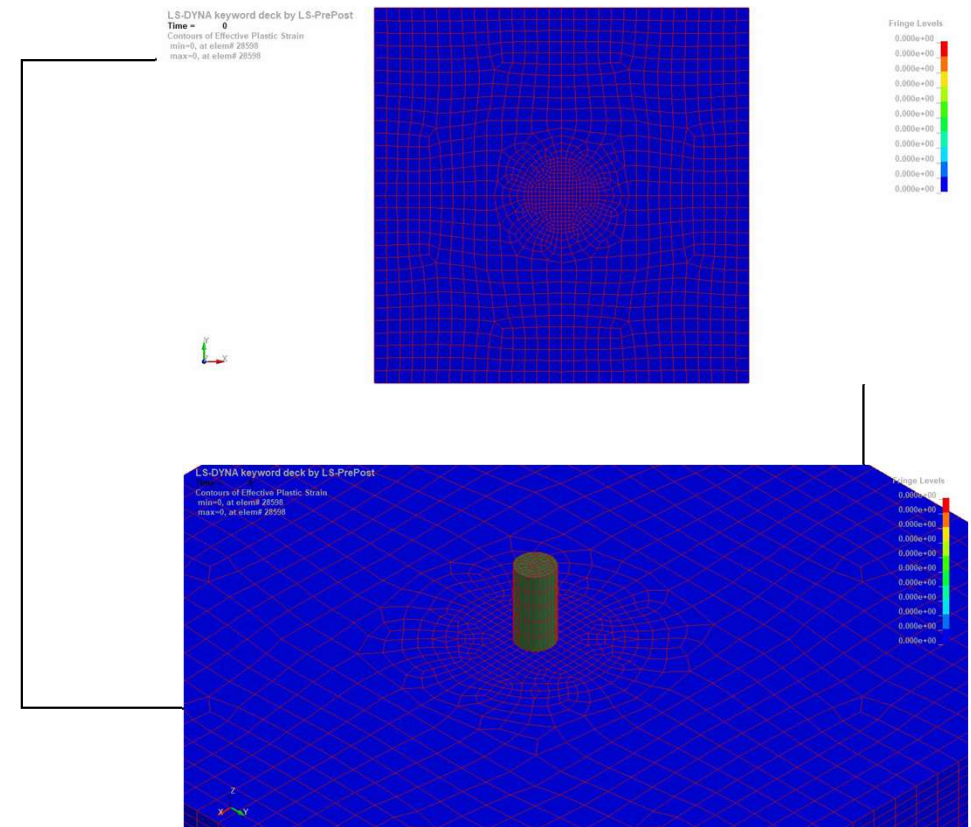 LS-DYNA keyword deck by LS-PrePost
Time = 0
Contours of Effective Plastic Strain
min=0, at elem# 28598
max=0, at elem# 28598
Fringe Levels
0.000e+00
0.000e+00
0.000e+00
0.000e+00
0.000e+00
0.000e+00
0.000e+00
0.000e+00
0.000e+00
0.000e+00
0.000e+00
Y
Z X
LS-DYNA keyword deck by LS-PrePost
Time = 0
Contours of Effective Plastic Strain
min=0, at elem# 28598
max=0, at elem# 28598
Fringe Levels
0.000e+00
0.000e+00
0.000e+00
0.000e+00
0.000e+00
0.000e+00
0.000e+00
0.000e+00
0.000e+00
0.000e+00
0.000e+00
Z
X Y